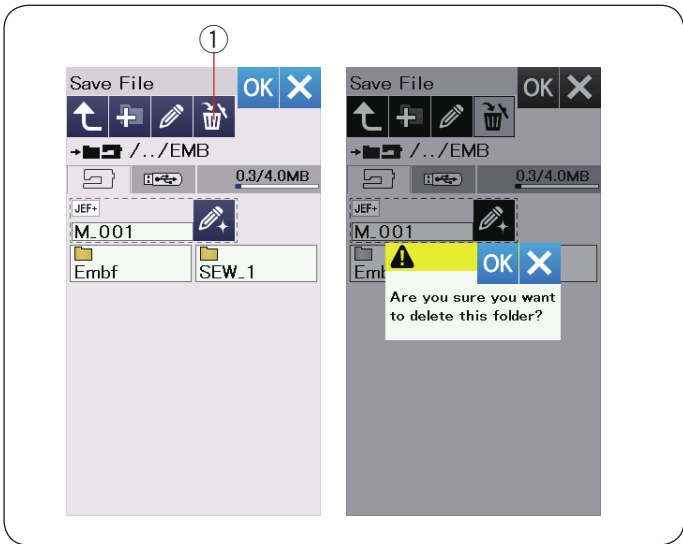 1
Save File
OK
/../EMB
0.3/4.0MB
JEF+
M_001
Embf
SEW_1
Save File
OK
0.3/4.0MB
JEF+
M_001
Emb
OK
Are you sure you want
to delete this folder?
/../EMB